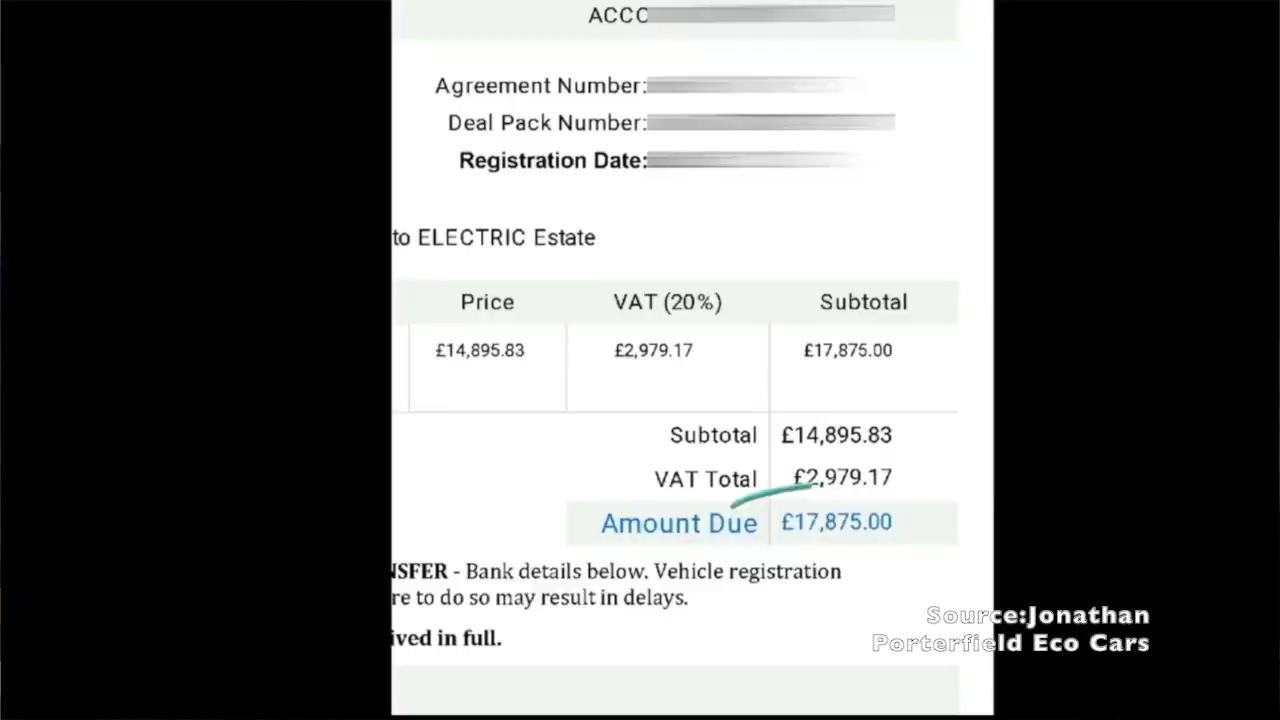 ACCO
Agreement Number:
Deal Pack Number:
Registration Date:
to ELECTRIC Estate
Price VAT (20%) Subtotal
£14,895.83 £2,979.17 £17,875.00
Subtotal £14,895.83
VAT Total £2,979.17
Amount Due £17,875.00
NSFER - Bank details below. Vehicle registration
re to do so may result in delays.
ived in full.
Source:Jonathan
Porterfield Eco Cars